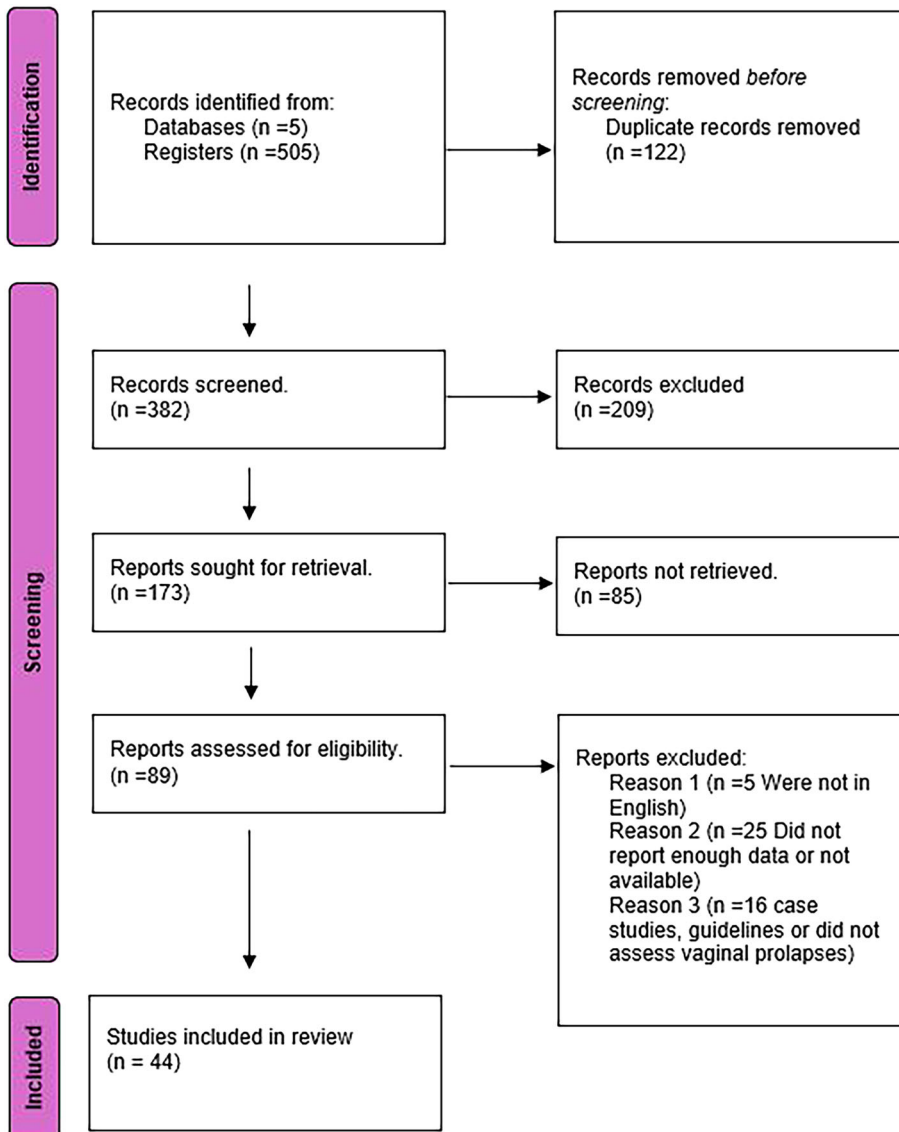 Identification
Records identified from:
Databases (n =5)
Registers (n =505)
Records removed before
screening:
Duplicate records removed
(n =122)
Screening
Records screened.
(n =382)
Records excluded
(n =209)
Reports sought for retrieval.
(n =173)
Reports not retrieved.
(n =85)
Reports assessed for eligibility.
(n =89)
Reports excluded:
Reason 1 (n =5 Were not in
English)
Reason 2 (n =25 Did not
report enough data or not
available)
Reason 3 (n =16 case
studies, guidelines or did not
assess vaginal prolapses)
Included
Studies included in review
(n = 44)